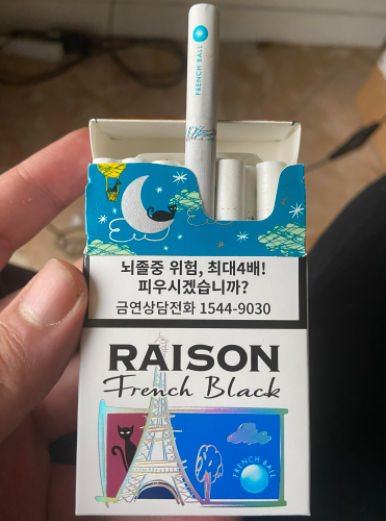 FRENCH BALL
뇌졸중 위험, 최대4배!
피우시겠습니까?
금연상담전화 1544-9030
RAISON
French Black
FRENCH BALL